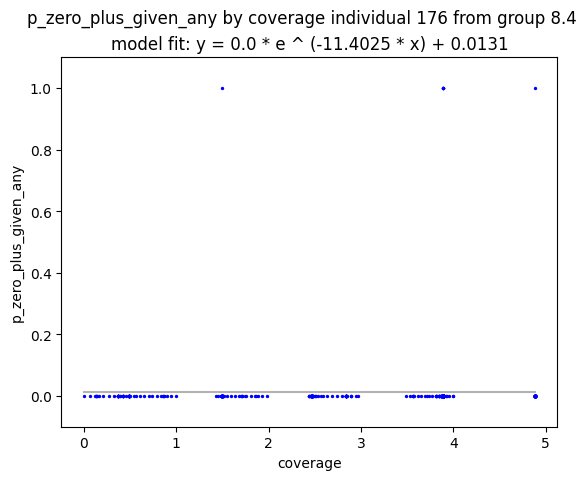 p_zero_plus_given_any by coverage individual 176 from group 8.4
model fit: y = 0.0 * e ^ (-11.4025 * x) + 0.0131
1.0
0.8
0.6
0.4
0.2
0.0
p_zero_plus_given_any
0 1 2 3 4 5
coverage